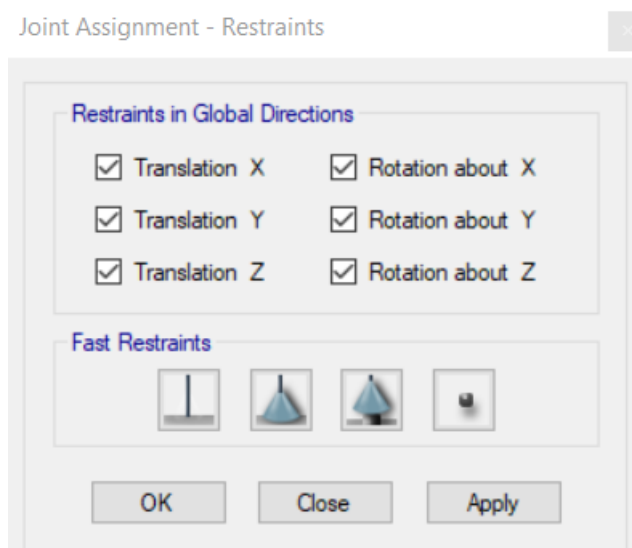 Joint Assignment - Restraints
Restraints in Global Directions
Translation X Rotation about X
Translation Y Rotation about Y
Translation Z Rotation about Z
Fast Restraints
OK Close Apply